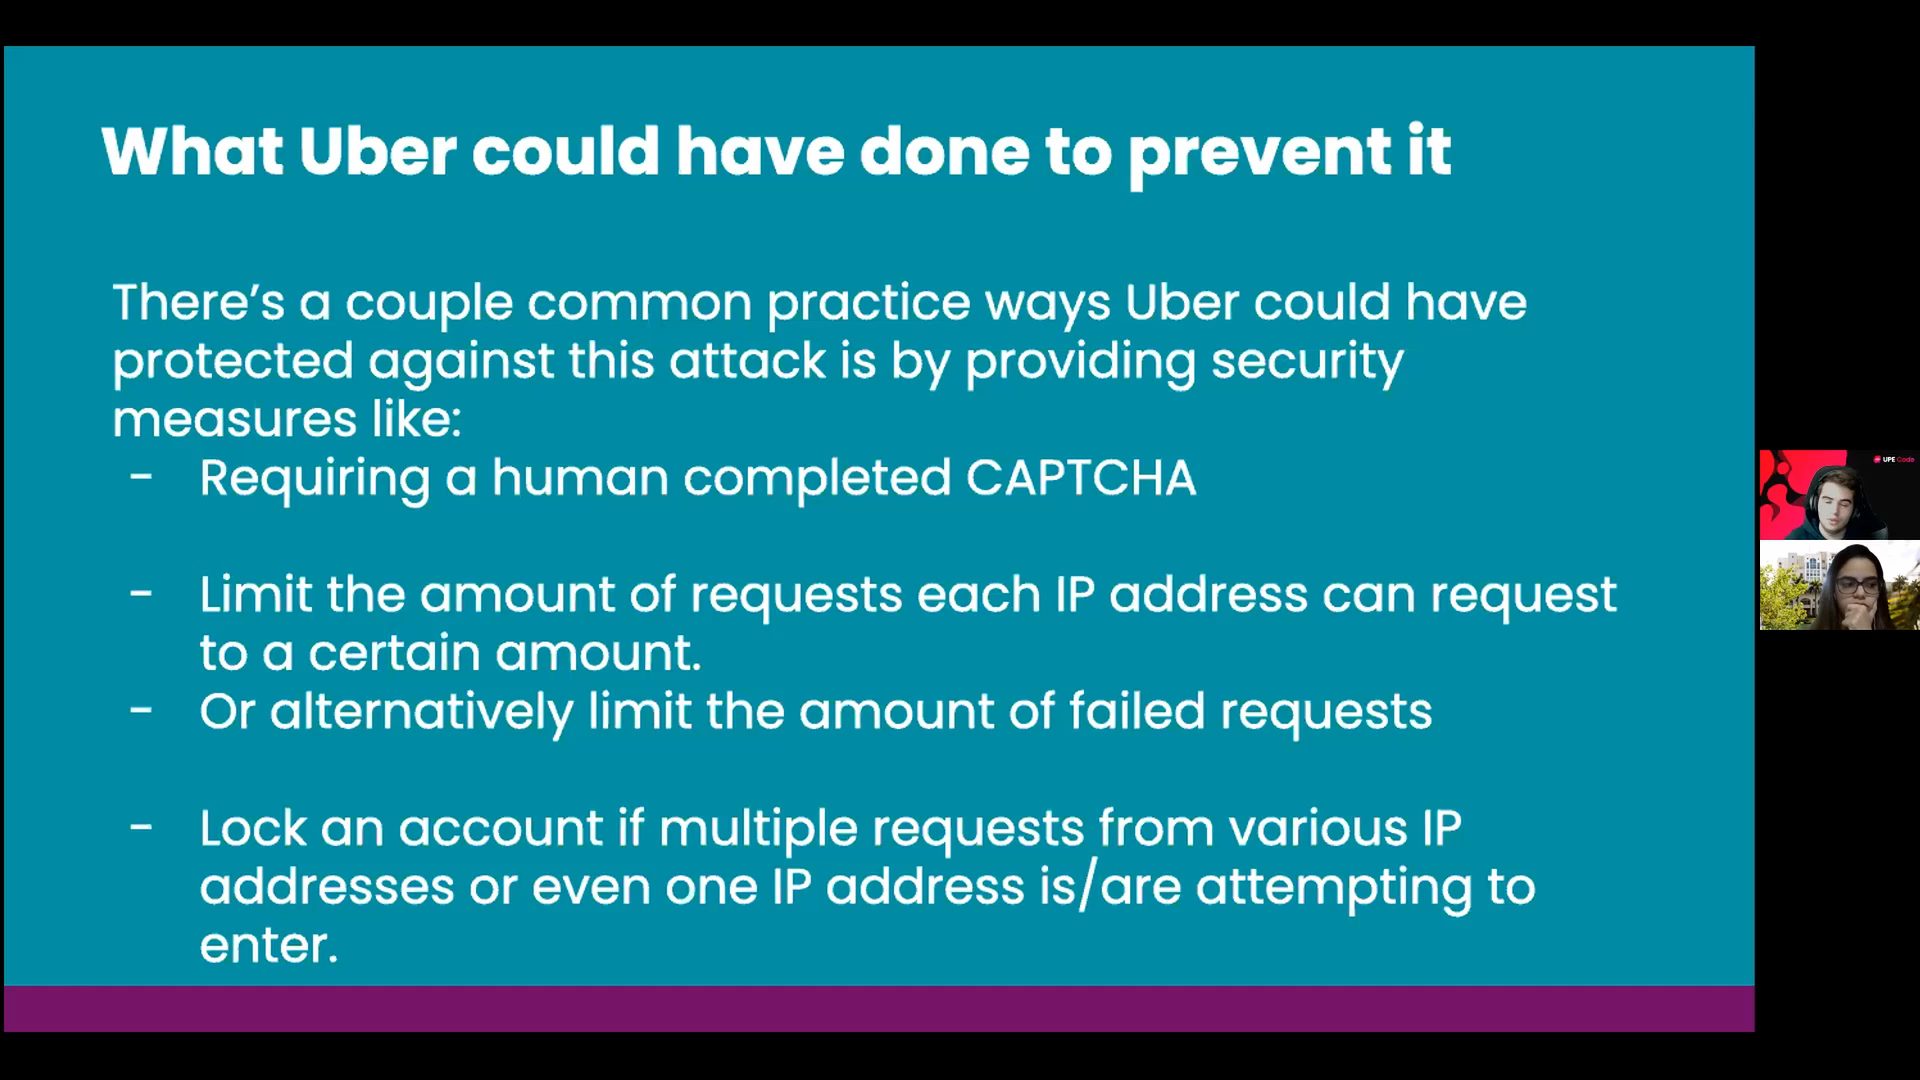 What Uber could have done to prevent it
There's a couple common practice ways Uber could have
protected against this attack is by providing security
measures like:
- Requiring a human completed CAPTCHA
- Limit the amount of requests each IP address can request
to a certain amount.
- Or alternatively limit the amount of failed requests
- Lock an account if multiple requests from various IP
addresses or even one IP address is/are attempting to
enter.
UPE Code